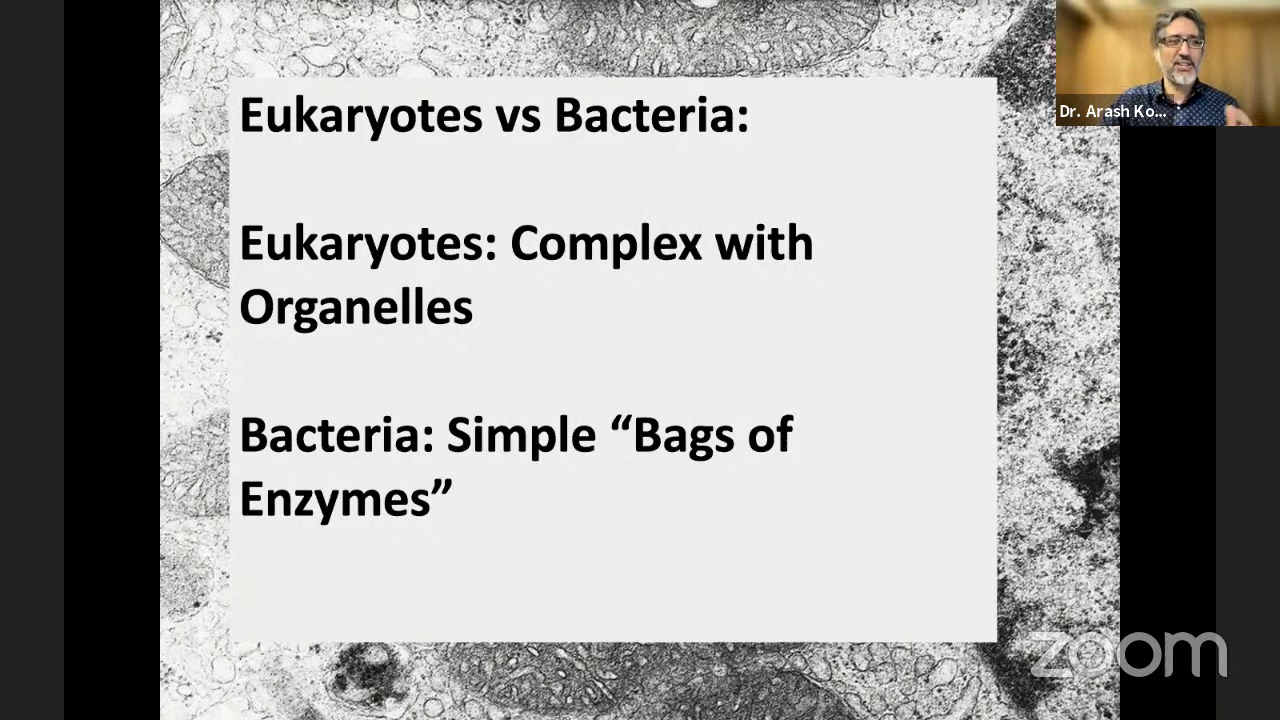 Eukaryotes vs Bacteria:
Eukaryotes: Complex with
Organelles
Bacteria: Simple “Bags of
Enzymes”
Dr. Arash Ko...
zoom